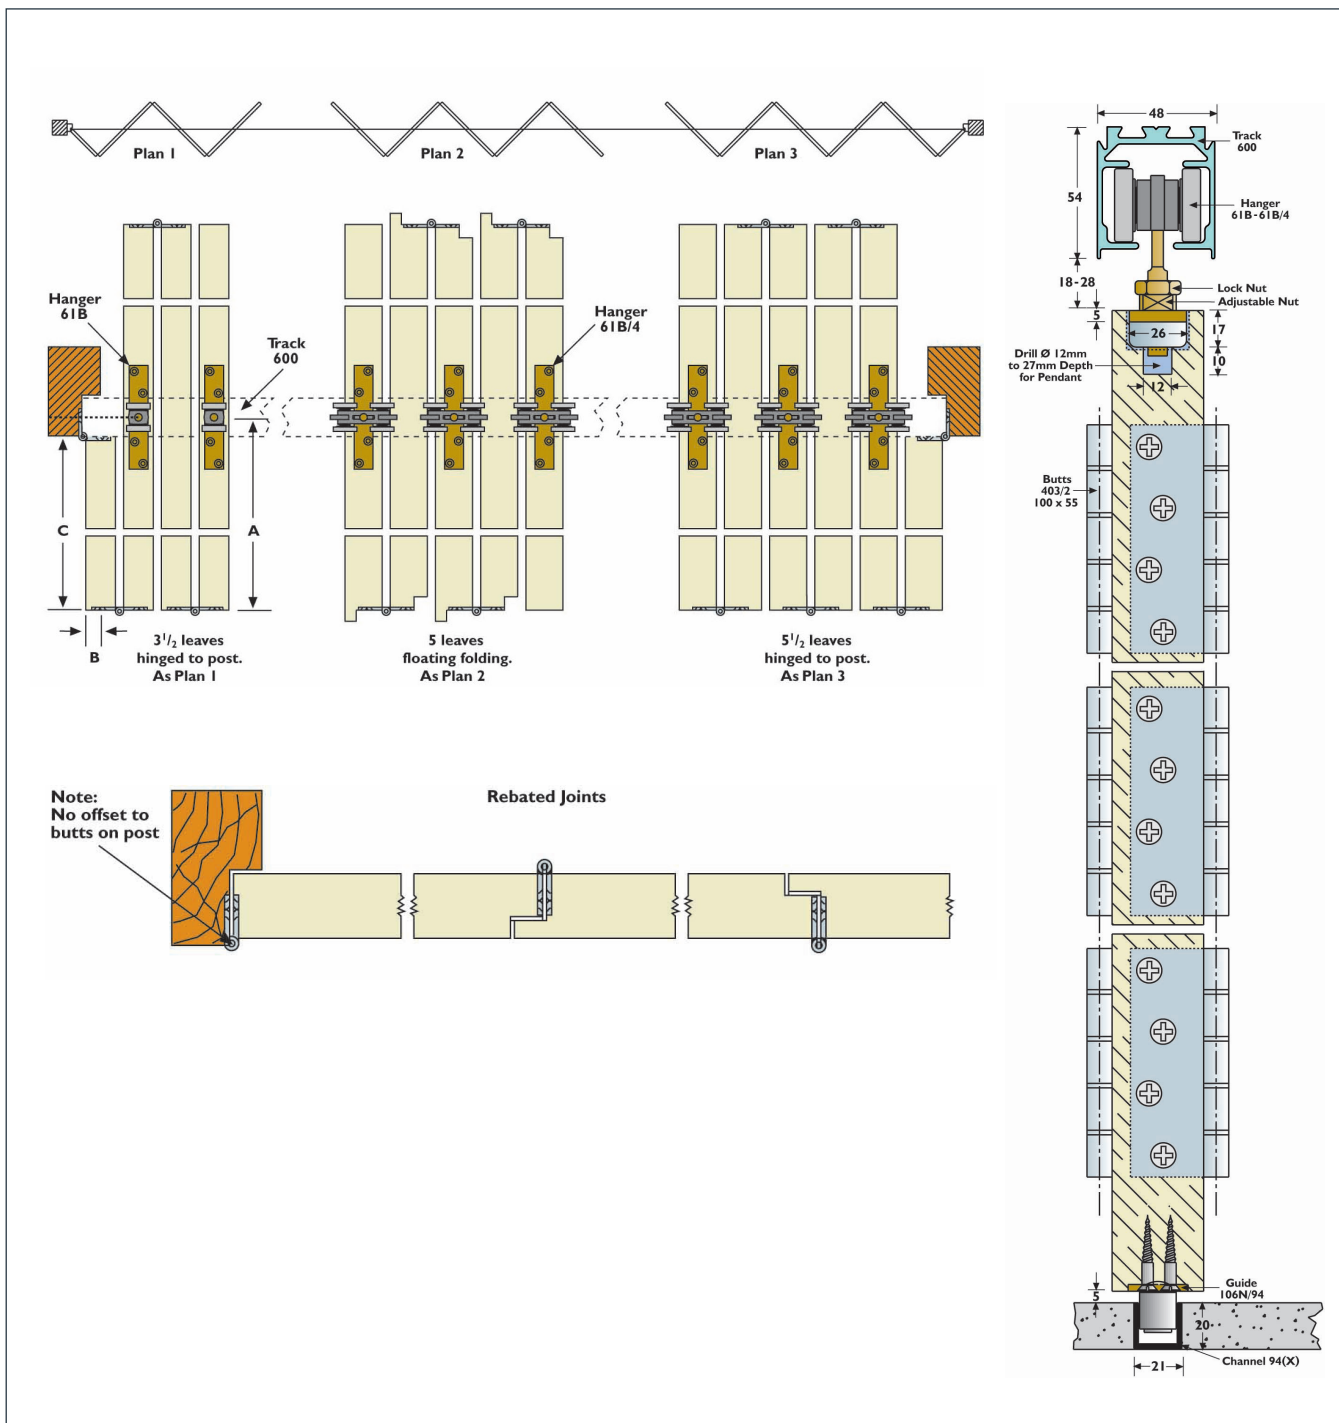 Plan 1
Plan 2
Plan 3
Hanger
61B
Track
600
Hanger
61B/4
C
A
B
3 1/2 leaves
hinged to post.
As Plan 1
5 leaves
floating folding.
As Plan 2
5 1/2 leaves
hinged to post.
As Plan 3
Note:
No offset to
butts on post
Rebated Joints
48
Track
600
54
Hanger
61B-61B/4
18-28
Lock Nut
Adjustable Nut
5
26
17
Drill Ø 12mm
to 27mm Depth
for Pendant
10
12
Butts
403/2
100 x 55
Guide
106N/94
5
20
Channel 94(X)
21